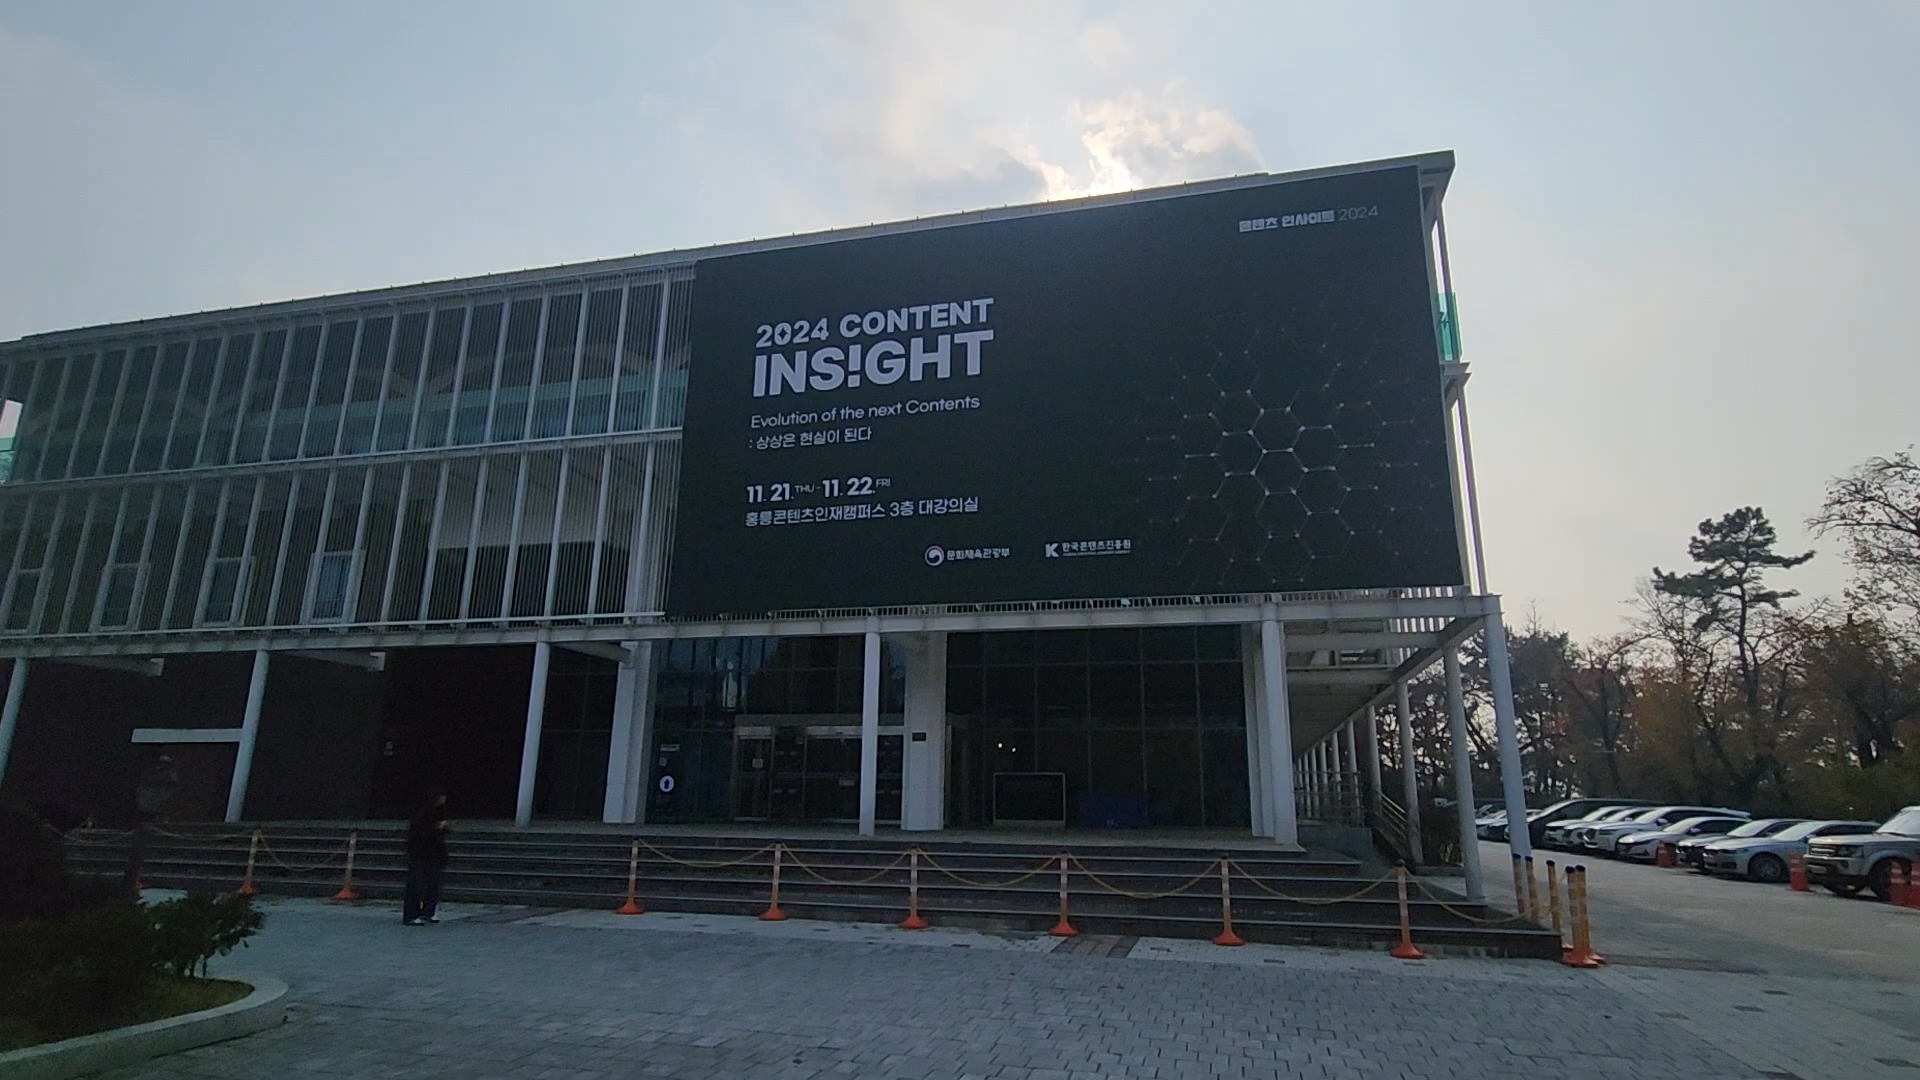 콘텐츠 인사이트 2024
2024 CONTENT
INS!GHT
Evolution of the next Contents
: 상상은 현실이 된다
11. 21.THU - 11. 22.FRI
홍릉콘텐츠인재캠퍼스 3층 대강의실
문화체육관광부
한국콘텐츠진흥원